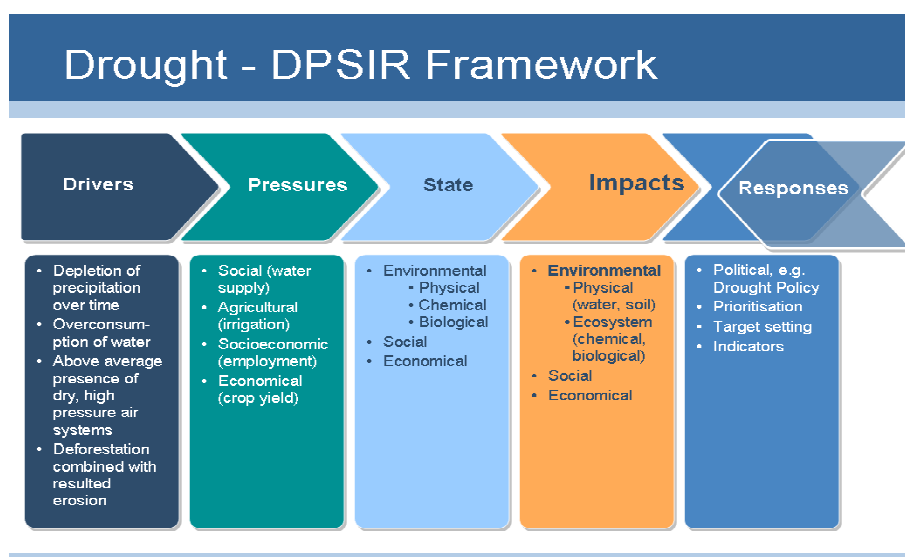 Drought - DPSIR Framework
Drivers
Pressures
State
Impacts
Responses
• Depletion of
precipitation
over time
• Overconsum-
ption of water
• Above average
presence of
dry, high
pressure air
systems
• Deforestation
combined with
resulted
erosion
• Social (water
supply)
• Agricultural
(irrigation)
• Socioeconomic
(employment)
• Economical
(crop yield)
• Environmental
• Physical
• Chemical
• Biological
• Social
• Economical
• Environmental
• Physical
(water, soil)
• Ecosystem
(chemical,
biological)
• Social
• Economical
• Political, e.g.
Drought Policy
• Prioritisation
• Target setting
• Indicators